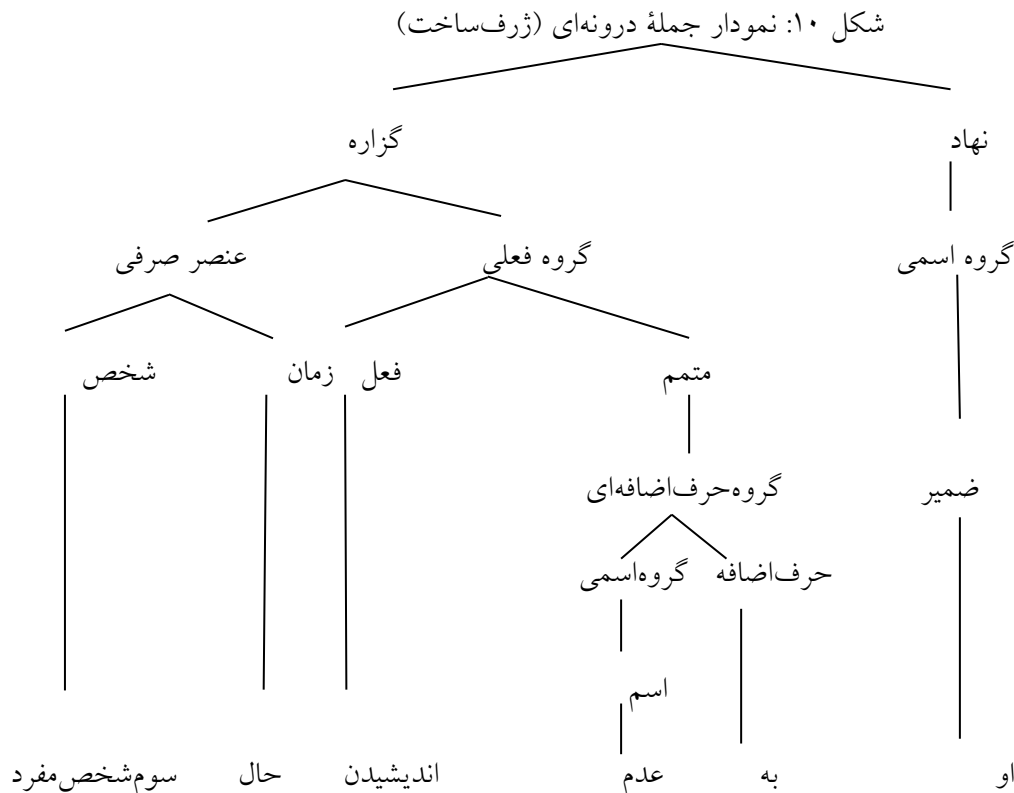 شکل ۱۰: نمودار جملهٔ درونه‌ای (ژرف‌ساخت)
نهاد گزاره
گروه اسمی گروه فعلی عنصر صرفی
متمم فعل زمان شخص
ضمیر گروه‌حرف‌اضافه‌ای
حرف‌اضافه گروه‌اسمی
اسم
او به عدم اندیشیدن حال سوم‌شخص‌مفرد